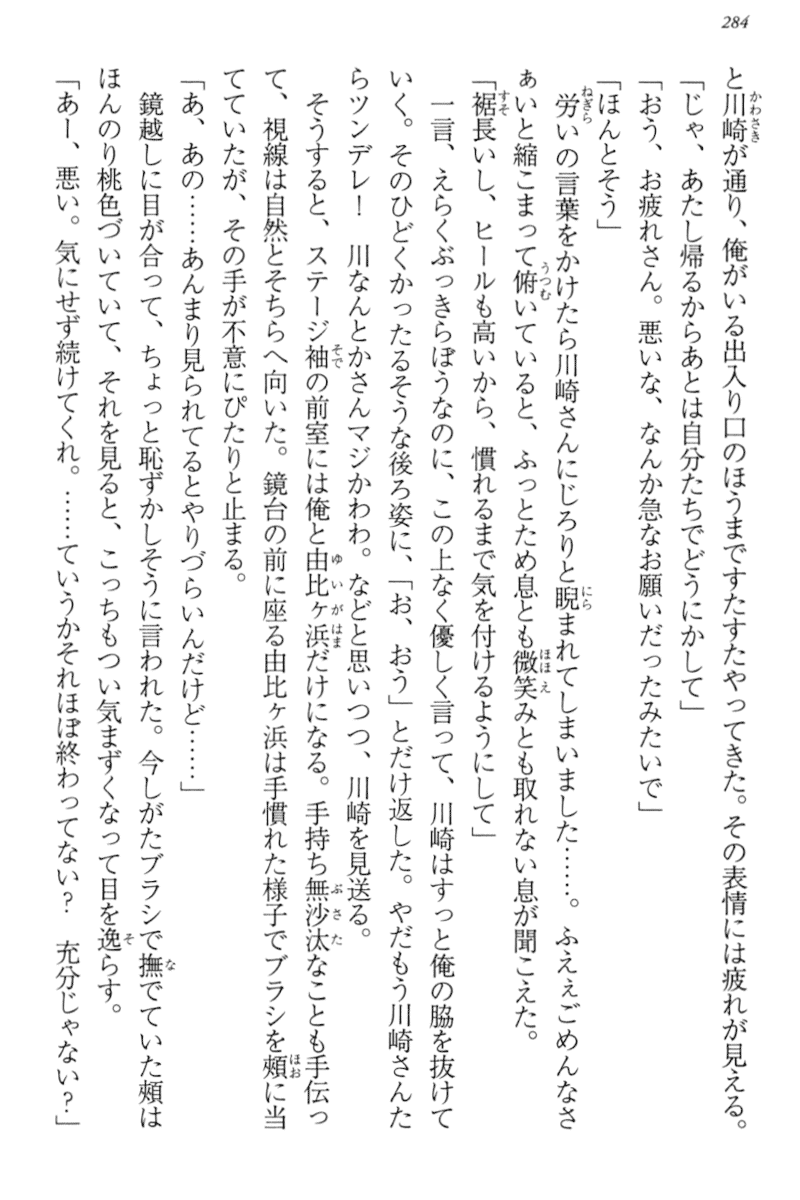 284
と川崎が通り、俺がいる出入り口のほうまですたすたやってきた。その表情には疲れが見える。
「じゃ、あたし帰るからあとは自分たちでどうにかして」
「おう、お疲れさん。悪いな、なんか急なお願いだったみたいで」
「ほんとそう」
労いの言葉をかけたら川崎さんにじろりと睨まれてしまいました……。ふえぇごめんなさ
ぁいと縮こまって俯いていると、ふっとため息とも微笑みとも取れない息が聞こえた。
「裾長いし、ヒールも高いから、慣れるまで気を付けるようにして」
一言、えらくぶっきらぼうなのに、この上なく優しく言って、川崎はすっと俺の脇を抜けて
いく。そのひどくかったるそうな後ろ姿に、「お、おう」とだけ返した。やだもう川崎さんた
らツンデレ！　川なんとかさんマジかわわ。などと思いつつ、川崎を見送る。
そうすると、ステージ袖の前室には俺と由比ヶ浜だけになる。手持ち無沙汰なことも手伝っ
て、視線は自然とそちらへ向いた。鏡台の前に座る由比ヶ浜は手慣れた様子でブラシを頰に当
てていたが、その手が不意にぴたりと止まる。
「あ、あの……あんまり見られてるとやりづらいんだけど……」
鏡越しに目が合って、ちょっと恥ずかしそうに言われた。今しがたブラシで撫でていた頰は
ほんのり桃色づいていて、それを見ると、こっちもつい気まずくなって目を逸らす。
「あー、悪い。気にせず続けてくれ。……ていうかそれほぼ終わってない？　充分じゃない？」